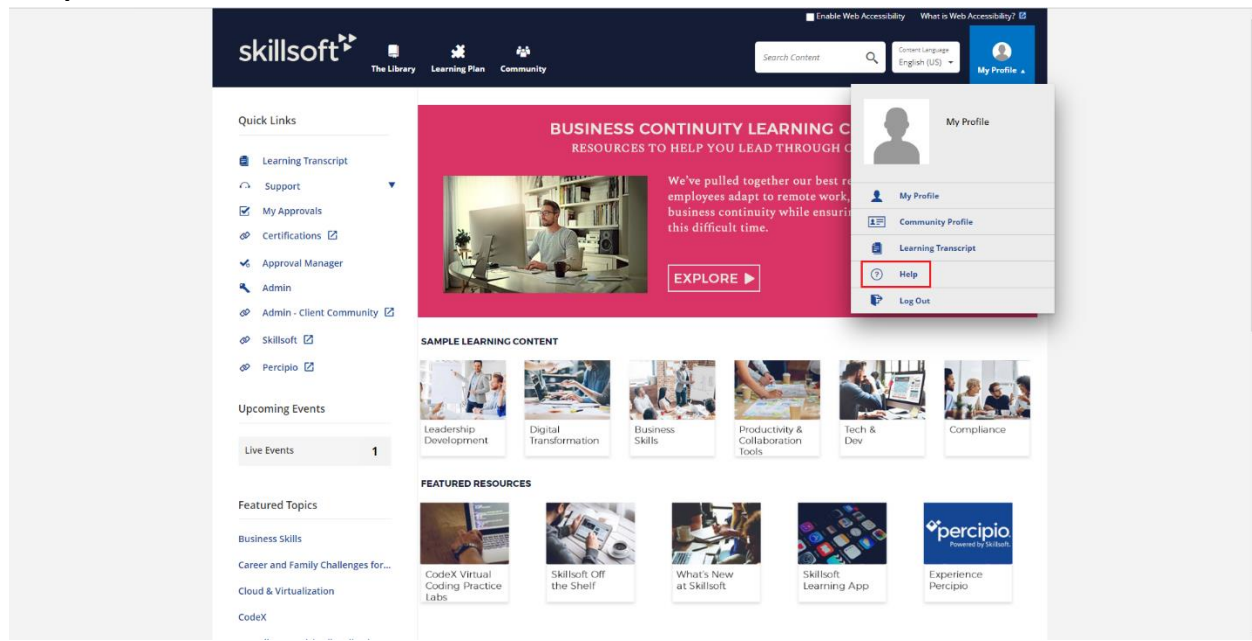 Enable Web Accessibility What is Web Accessibility?
skillsoft
The Library Learning Plan Community
Search Content
Content Language
English (US)
My Profile
Quick Links
Learning Transcript
Support
My Approvals
Certifications
Approval Manager
Admin
Admin - Client Community
Skillsoft
Percipio
Upcoming Events
Live Events 1
Featured Topics
Business Skills
Career and Family Challenges for...
Cloud & Virtualization
CodeX
BUSINESS CONTINUITY LEARNING C
RESOURCES TO HELP YOU LEAD THROUGH
We've pulled together our best re
employees adapt to remote work,
business continuity while ensuri
this difficult time.
EXPLORE
My Profile
My Profile
Community Profile
Learning Transcript
Help
Log Out
SAMPLE LEARNING CONTENT
Leadership
Development
Digital
Transformation
Business
Skills
Productivity &
Collaboration
Tools
Tech &
Dev
Compliance
FEATURED RESOURCES
CodeX Virtual
Coding Practice
Labs
Skillsoft Off
the Shelf
What's New
at Skillsoft
Skillsoft
Learning App
percipio.
Powered by Skillsoft.
Experience
Percipio